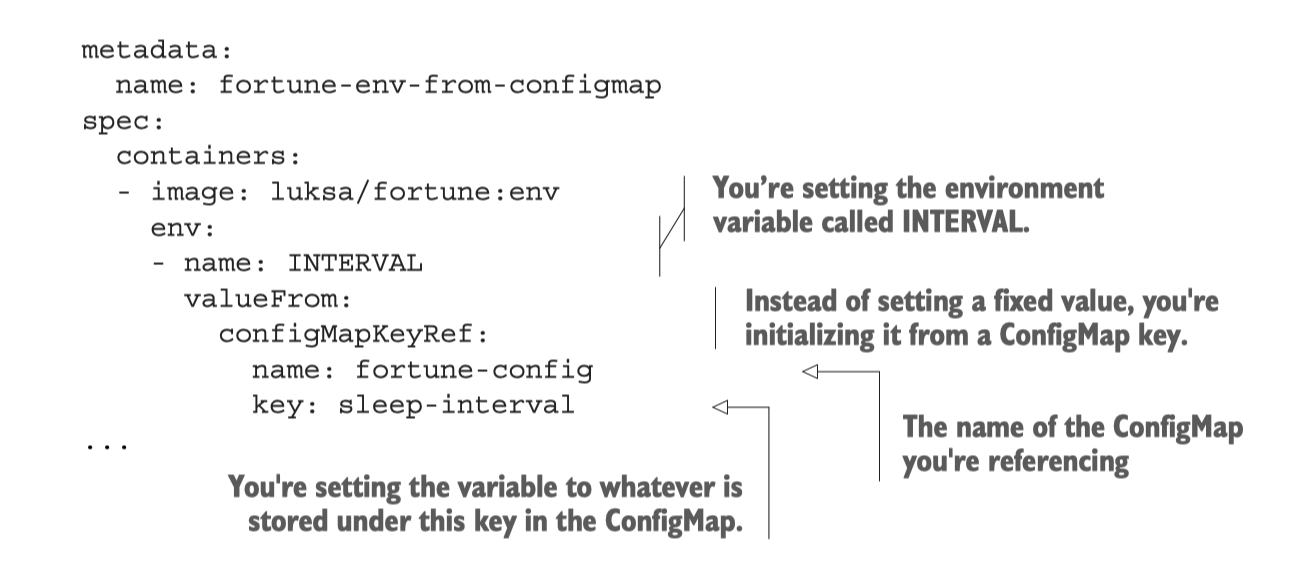 metadata:
  name: fortune-env-from-configmap
spec:
  containers:
  - image: luksa/fortune:env
    env:
    - name: INTERVAL
      valueFrom:
        configMapKeyRef:
          name: fortune-config
          key: sleep-interval
...
You’re setting the environment
variable called INTERVAL.
Instead of setting a fixed value, you're
initializing it from a ConfigMap key.
The name of the ConfigMap
you're referencing
You're setting the variable to whatever is
stored under this key in the ConfigMap.